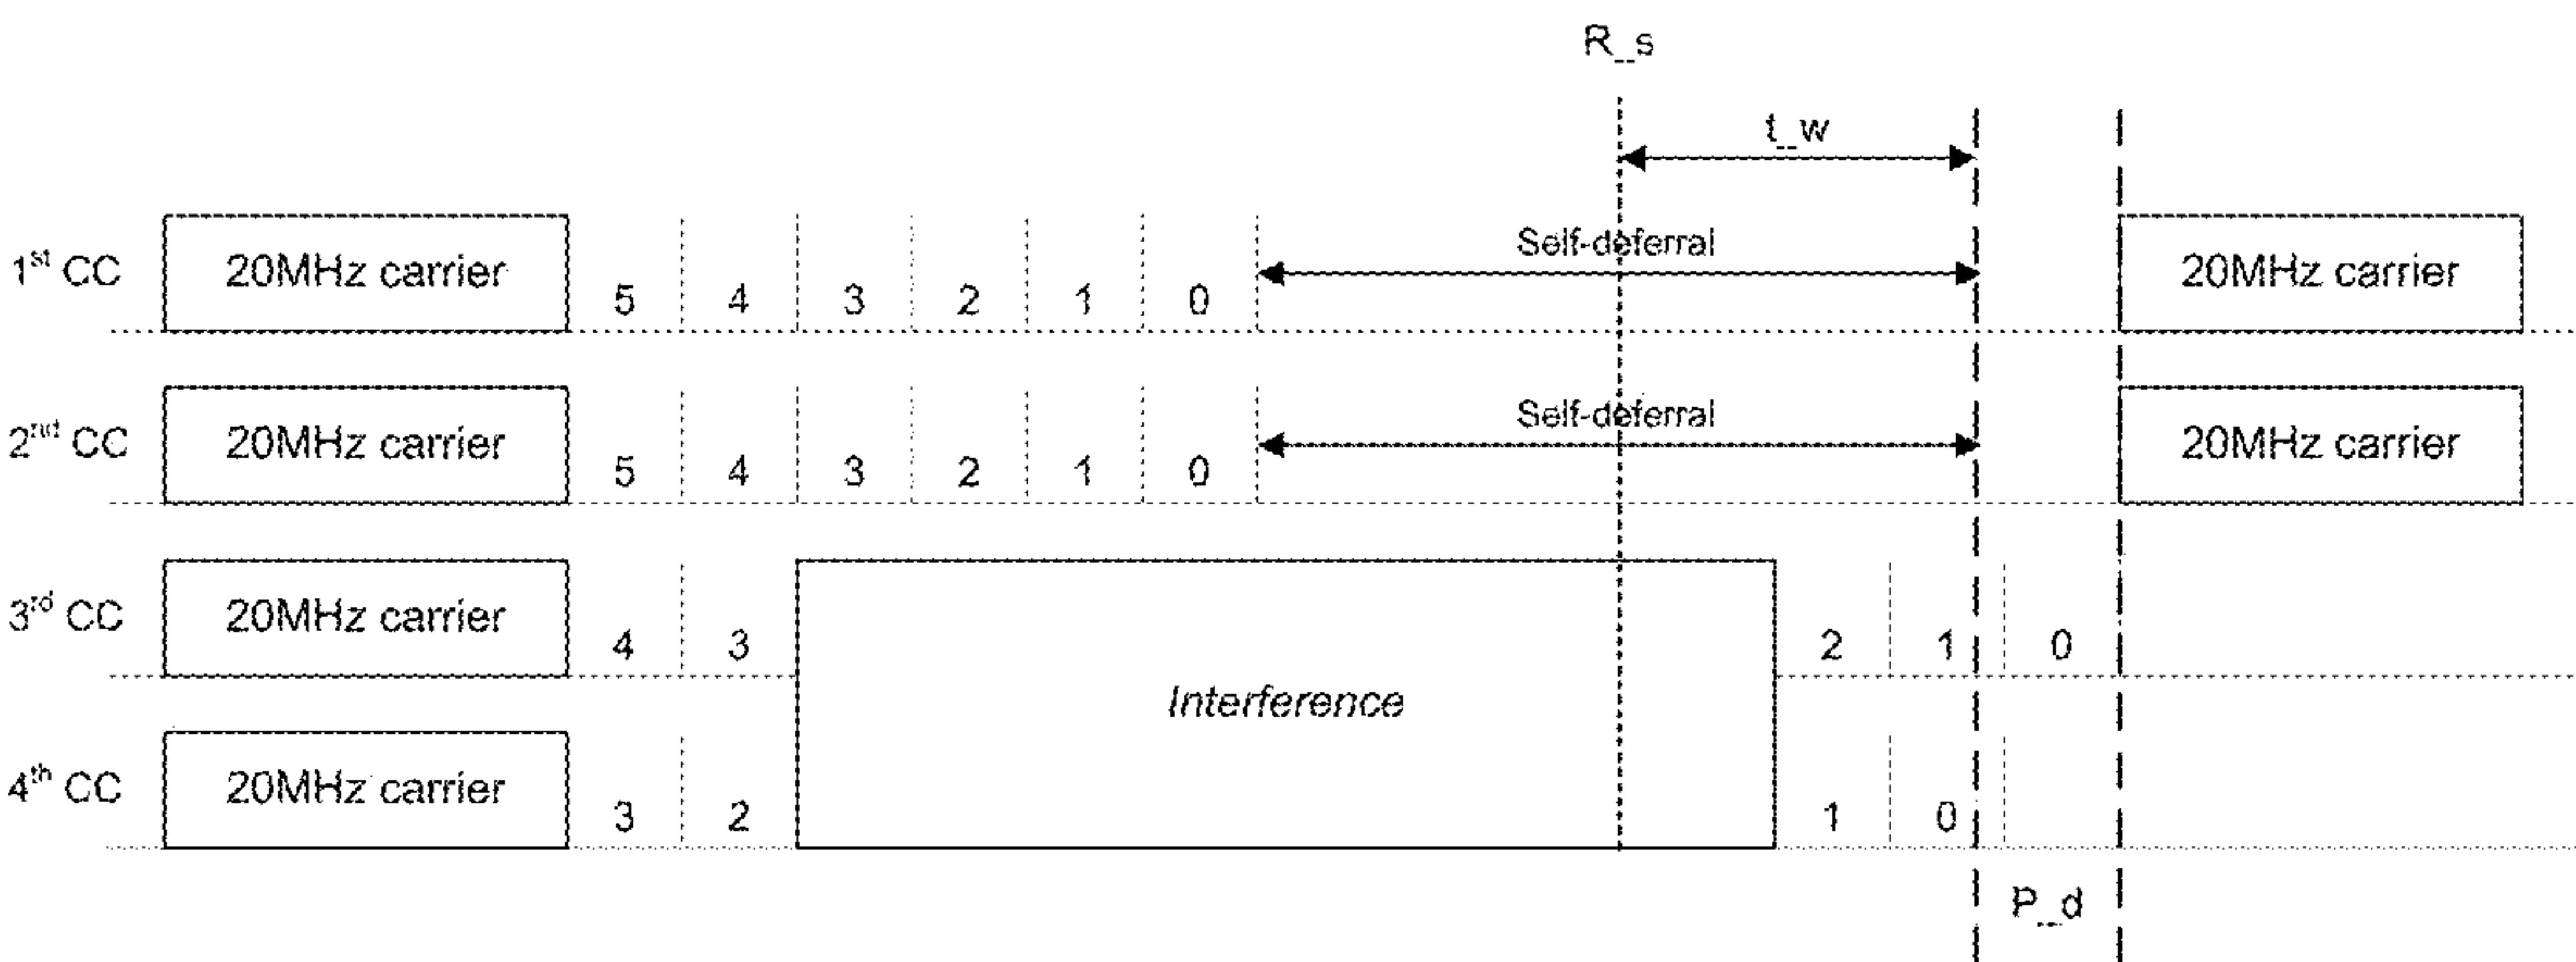 R_s
t_w
1st CC 20MHz carrier 5 4 3 2 1 0 Self-deferral 20MHz carrier
2nd CC 20MHz carrier 5 4 3 2 1 0 Self-deferral 20MHz carrier
3rd CC 20MHz carrier 4 3 2 1 0
Interference
4th CC 20MHz carrier 3 2 1 0
P_d